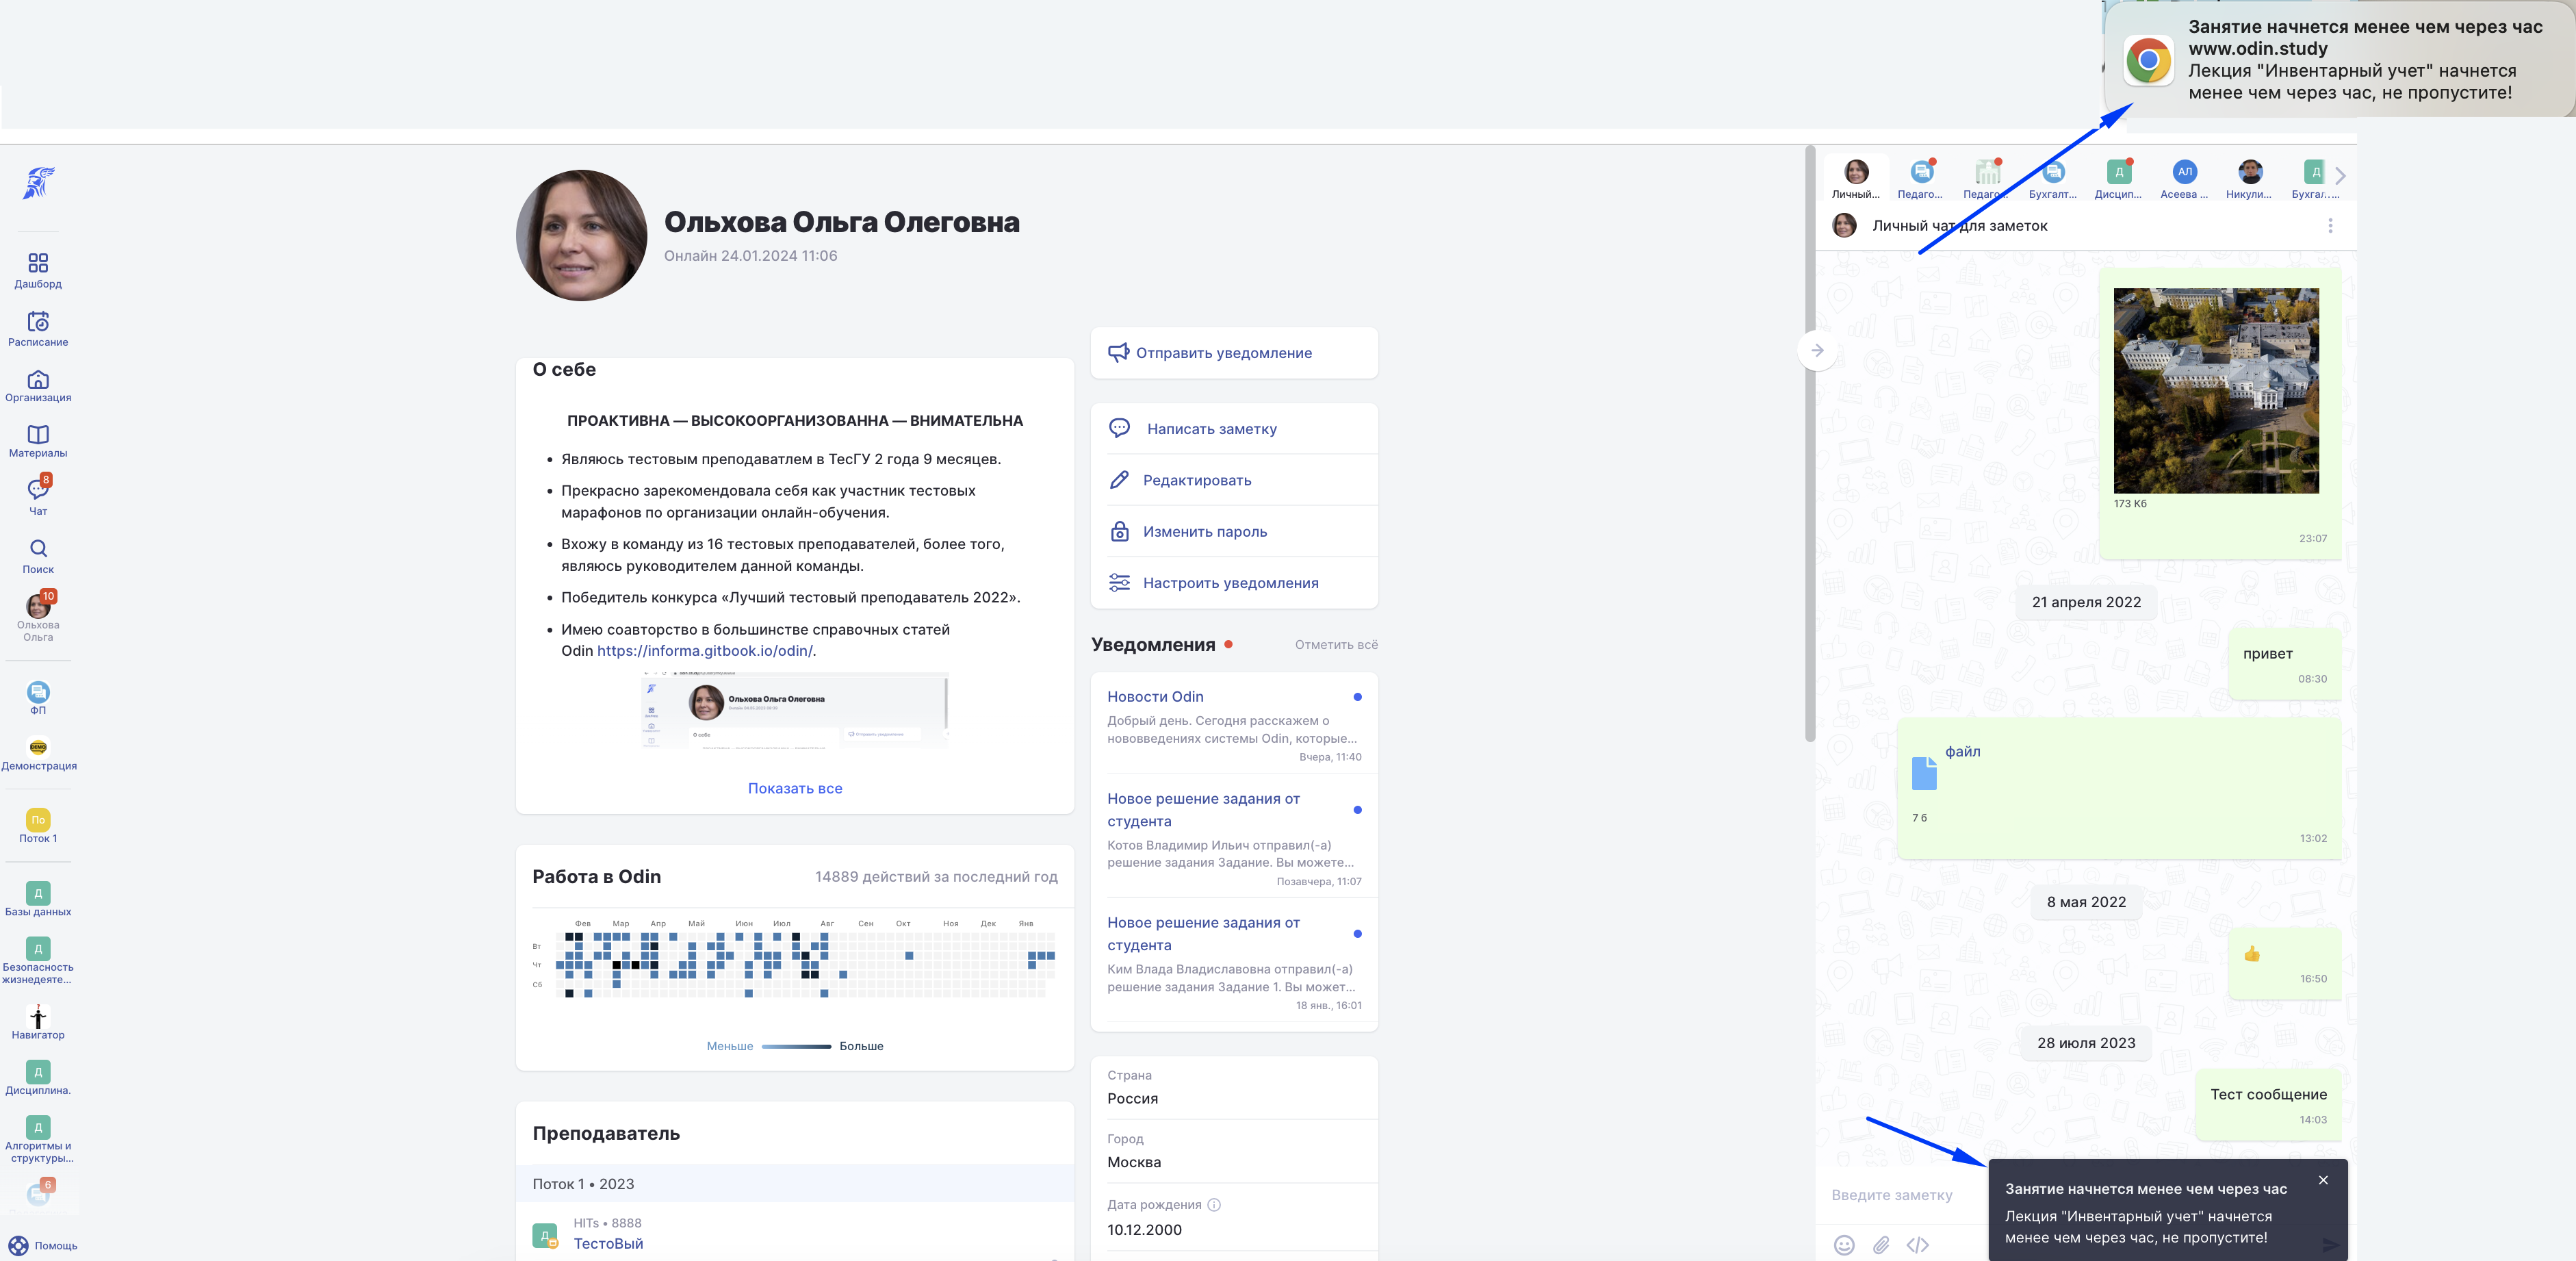 Занятие начнется менее чем через час
www.odin.study
Лекция "Инвентарный учет" начнется
менее чем через час, не пропустите!
Дашборд
Расписание
Организация
Материалы
8
Чат
Поиск
10
Ольхова
Ольга
ФП
DEMO
Демонстрация
По
Поток 1
Д
Базы данных
Д
Безопасность
жизнедеяте...
Навигатор
Д
Дисциплина.
Д
Алгоритмы и
структуры...
6
Помощь
Ольхова Ольга Олеговна
Онлайн 24.01.2024 11:06
О себе
ПРОАКТИВНА — ВЫСОКООРГАНИЗОВАННА — ВНИМАТЕЛЬНА
• Являюсь тестовым преподаватлем в ТесГУ 2 года 9 месяцев.
• Прекрасно зарекомендовала себя как участник тестовых
марафонов по организации онлайн-обучения.
• Вхожу в команду из 16 тестовых преподавателей, более того,
являюсь руководителем данной команды.
• Победитель конкурса «Лучший тестовый преподаватель 2022».
• Имею соавторство в большинстве справочных статей
Odin https://informa.gitbook.io/odin/.
Ольхова Ольга Олеговна
О себе
Отправить уведомление
Показать все
Работа в Odin
14889 действий за последний год
Фев Мар Апр Май Июн Июл Авг Сен Окт Ноя Дек Янв
Вт
Чт
Сб
Меньше Больше
Преподаватель
Поток 1 • 2023
Д
HITs • 8888
ТестоВый
Отправить уведомление
Написать заметку
Редактировать
Изменить пароль
Настроить уведомления
Уведомления
Отметить всё
Новости Odin
Добрый день. Сегодня расскажем о
нововведениях системы Odin, которые...
Вчера, 11:40
Новое решение задания от
студента
Котов Владимир Ильич отправил(-а)
решение задания Задание. Вы можете...
Позавчера, 11:07
Новое решение задания от
студента
Ким Влада Владиславовна отправил(-а)
решение задания Задание 1. Вы может...
18 янв., 16:01
Страна
Россия
Город
Москва
Дата рождения
10.12.2000
Д АЛ Д
Личный... Педаго... Педаго... Бухгалт... Дисцип... Асеева ... Никули... Бухгал...
Личный чат для заметок
173 Кб
23:07
21 апреля 2022
привет
08:30
файл
7 б
13:02
8 мая 2022
👍
16:50
28 июля 2023
Тест сообщение
14:03
Введите заметку
Занятие начнется менее чем через час
Лекция "Инвентарный учет" начнется
менее чем через час, не пропустите!